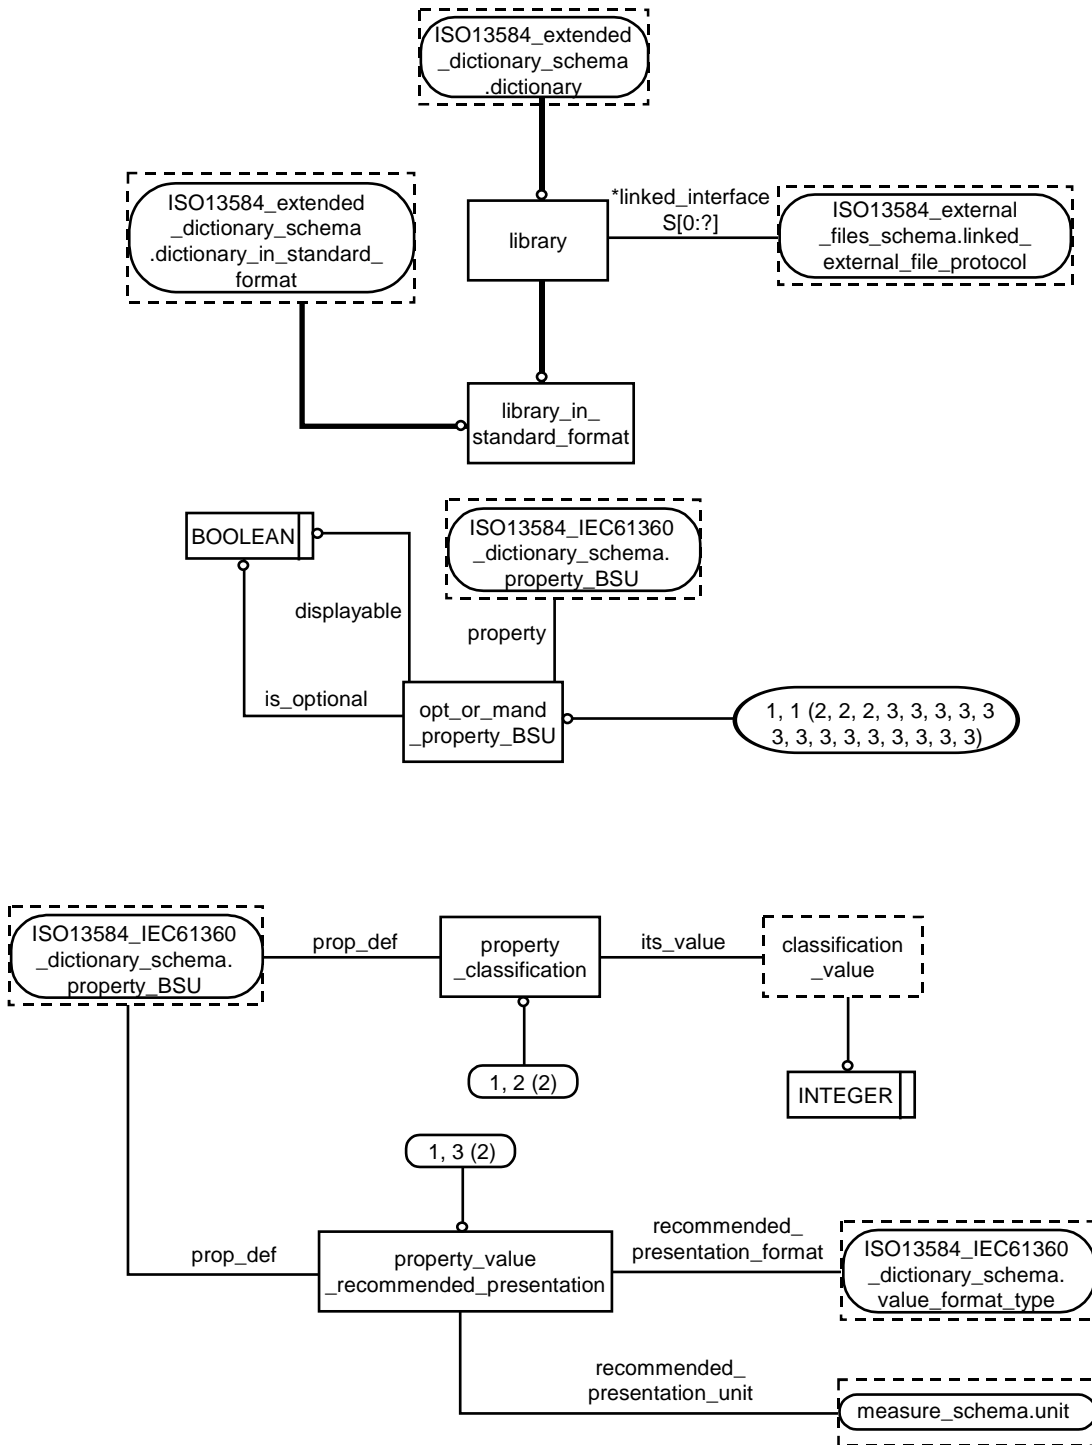 ISO13584_extended
_dictionary_schema
.dictionary
ISO13584_extended
_dictionary_schema
.dictionary_in_standard_
format
library
*linked_interface
S[0:?]
ISO13584_external
_files_schema.linked_
external_file_protocol
library_in_
standard_format
BOOLEAN
ISO13584_IEC61360
_dictionary_schema.
property_BSU
displayable
property
is_optional
opt_or_mand
_property_BSU
1, 1 (2, 2, 2, 3, 3, 3, 3, 3
3, 3, 3, 3, 3, 3, 3, 3, 3)
ISO13584_IEC61360
_dictionary_schema.
property_BSU
prop_def
property
_classification
its_value
classification
_value
1, 2 (2)
INTEGER
1, 3 (2)
prop_def
property_value
_recommended_presentation
recommended_
presentation_format
ISO13584_IEC61360
_dictionary_schema.
value_format_type
recommended_
presentation_unit
measure_schema.unit